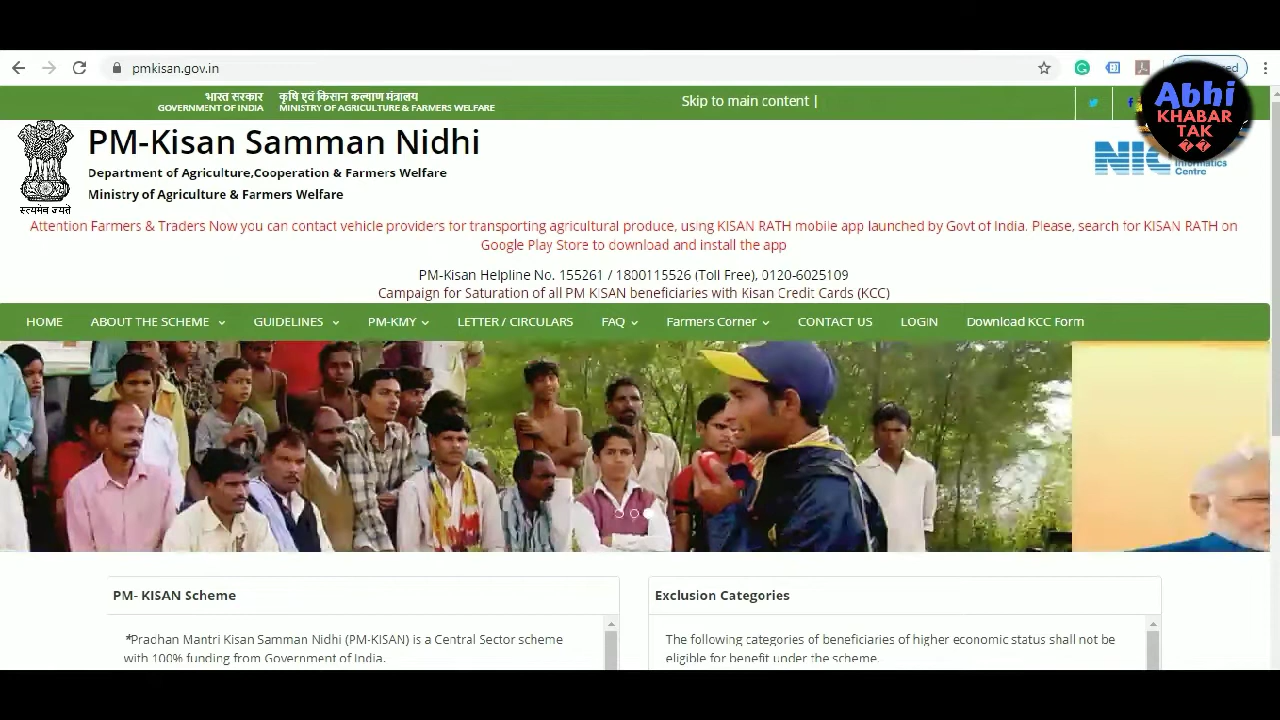 pmkisan.gov.in
भारत सरकार
GOVERNMENT OF INDIA
कृषि एवं किसान कल्याण मंत्रालय
MINISTRY OF AGRICULTURE & FARMERS WELFARE
Skip to main content |
Abhi
KHABAR
TAK
PM-Kisan Samman Nidhi
Department of Agriculture,Cooperation & Farmers Welfare
Ministry of Agriculture & Farmers Welfare
सत्यमेव जयते
NIC
Informatics
Centre
Attention Farmers & Traders Now you can contact vehicle providers for transporting agricultural produce, using KISAN RATH mobile app launched by Govt of India. Please, search for KISAN RATH on
Google Play Store to download and install the app
PM-Kisan Helpline No. 155261 / 1800115526 (Toll Free), 0120-6025109
Campaign for Saturation of all PM KISAN beneficiaries with Kisan Credit Cards (KCC)
HOME ABOUT THE SCHEME GUIDELINES PM-KMY LETTER / CIRCULARS FAQ Farmers Corner CONTACT US LOGIN Download KCC Form
PM- KISAN Scheme
*Pradhan Mantri Kisan Samman Nidhi (PM-KISAN) is a Central Sector scheme
with 100% funding from Government of India.
Exclusion Categories
The following categories of beneficiaries of higher economic status shall not be
eligible for benefit under the scheme.